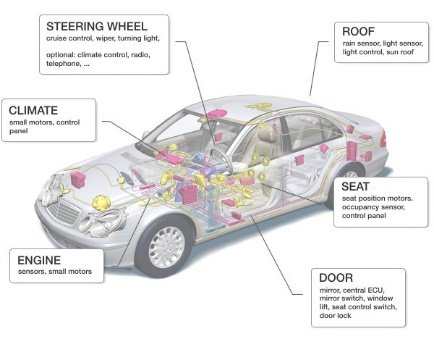 STEERING WHEEL
cruise control, wiper, turning light,
optional: climate control, radio,
telephone, ...
ROOF
rain sensor, light sensor,
light control, sun roof
CLIMATE
small motors, control
panel
SEAT
seat position motors.
occupancy sensor,
control panel
ENGINE
sensors, small motors
DOOR
mirror, central ECU,
mirror switch, window
lift, seat control switch,
door lock